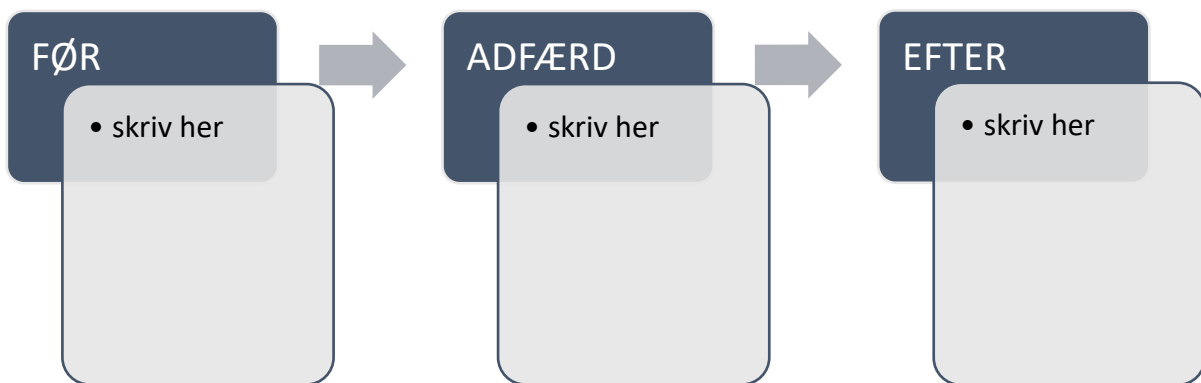 FØR
• skriv her
ADFÆRD
• skriv her
EFTER
• skriv her